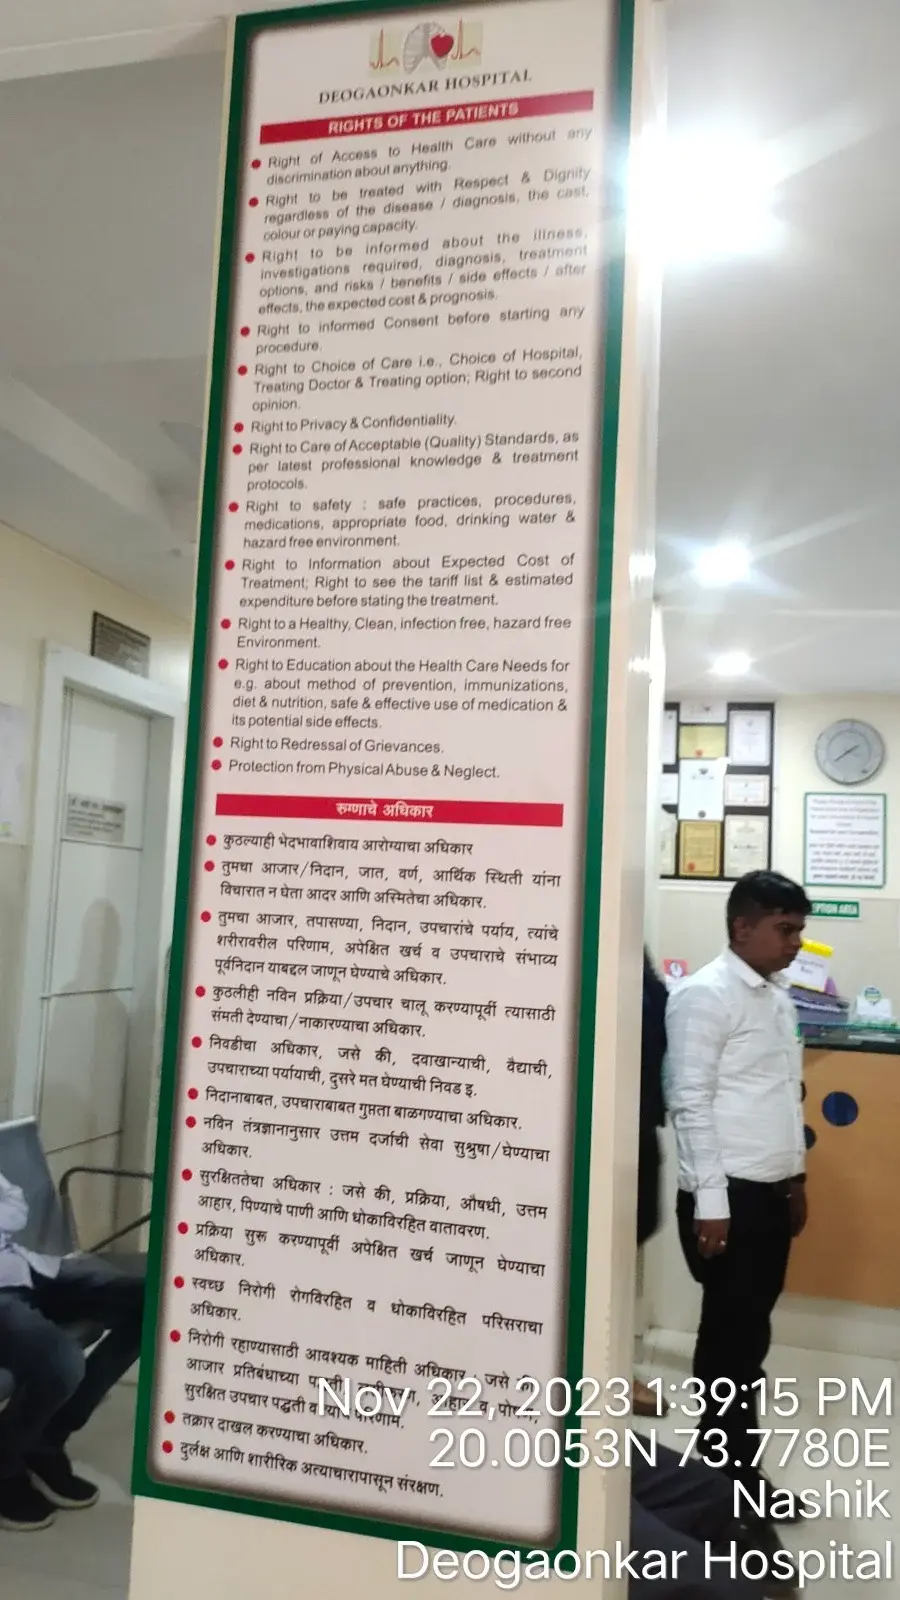 DEOGAONKAR HOSPITAL
RIGHTS OF THE PATIENTS
Right of Access to Health Care without any
discrimination about anything.
Right to be treated with Respect & Dignity
regardless of the disease / diagnosis, the cast,
colour or paying capacity.
Right to be informed about the illness,
investigations required, diagnosis, treatment
options, and risks / benefits / side effects / after
effects, the expected cost & prognosis.
Right to informed Consent before starting any
procedure.
Right to Choice of Care i.e., Choice of Hospital,
Treating Doctor & Treating option; Right to second
opinion.
Right to Privacy & Confidentiality.
Right to Care of Acceptable (Quality) Standards, as
per latest professional knowledge & treatment
protocols.
Right to safety : safe practices, procedures,
medications, appropriate food, drinking water &
hazard free environment.
Right to Information about Expected Cost of
Treatment; Right to see the tariff list & estimated
expenditure before stating the treatment.
Right to a Healthy, Clean, infection free, hazard free
Environment.
Right to Education about the Health Care Needs for
e.g. about method of prevention, immunizations,
diet & nutrition, safe & effective use of medication &
its potential side effects.
Right to Redressal of Grievances.
Protection from Physical Abuse & Neglect.
रुग्णाचे अधिकार
कुठल्याही भेदभावाशिवाय आरोग्याचा अधिकार
तुमचा आजार/निदान, जात, वर्ण, आर्थिक स्थिती यांना
विचारात न घेता आदर आणि अस्मितेचा अधिकार.
तुमचा आजार, तपासण्या, निदान, उपचारांचे पर्याय, त्यांचे
शरीरावरील परिणाम, अपेक्षित खर्च व उपचाराचे संभाव्य
पूर्वनिदान याबद्दल जाणून घेण्याचे अधिकार.
कुठलीही नविन प्रक्रिया/उपचार चालू करण्यापूर्वी त्यासाठी
संमती देण्याचा/नाकारण्याचा अधिकार.
निवडीचा अधिकार, जसे की, दवाखान्याची, वैद्याची,
उपचाराच्या पर्यायाची, दुसरे मत घेण्याची निवड इ.
निदानाबाबत, उपचाराबाबत गुप्तता बाळगण्याचा अधिकार.
नविन तंत्रज्ञानानुसार उत्तम दर्जाची सेवा सुश्रुषा/घेण्याचा
अधिकार.
सुरक्षिततेचा अधिकार : जसे की, प्रक्रिया, औषधी, उत्तम
आहार, पिण्याचे पाणी आणि धोकाविरहित वातावरण.
प्रक्रिया सुरू करण्यापूर्वी अपेक्षित खर्च जाणून घेण्याचा
अधिकार.
स्वच्छ निरोगी रोगविरहित व धोकाविरहित परिसराचा
अधिकार.
निरोगी रहाण्यासाठी आवश्यक माहिती अधिकार, जसे की,
आजार प्रतिबंधाच्या आहार व
सुरक्षित उपचार पद्धती परिणाम.
तक्रार दाखल करण्याचा अधिकार.
दुर्लक्ष आणि शारीरिक अत्याचारापासून संरक्षण.
Nov 22, 2023 1:39:15 PM
20.0053N 73.7780E
Nashik
Deogaonkar Hospital